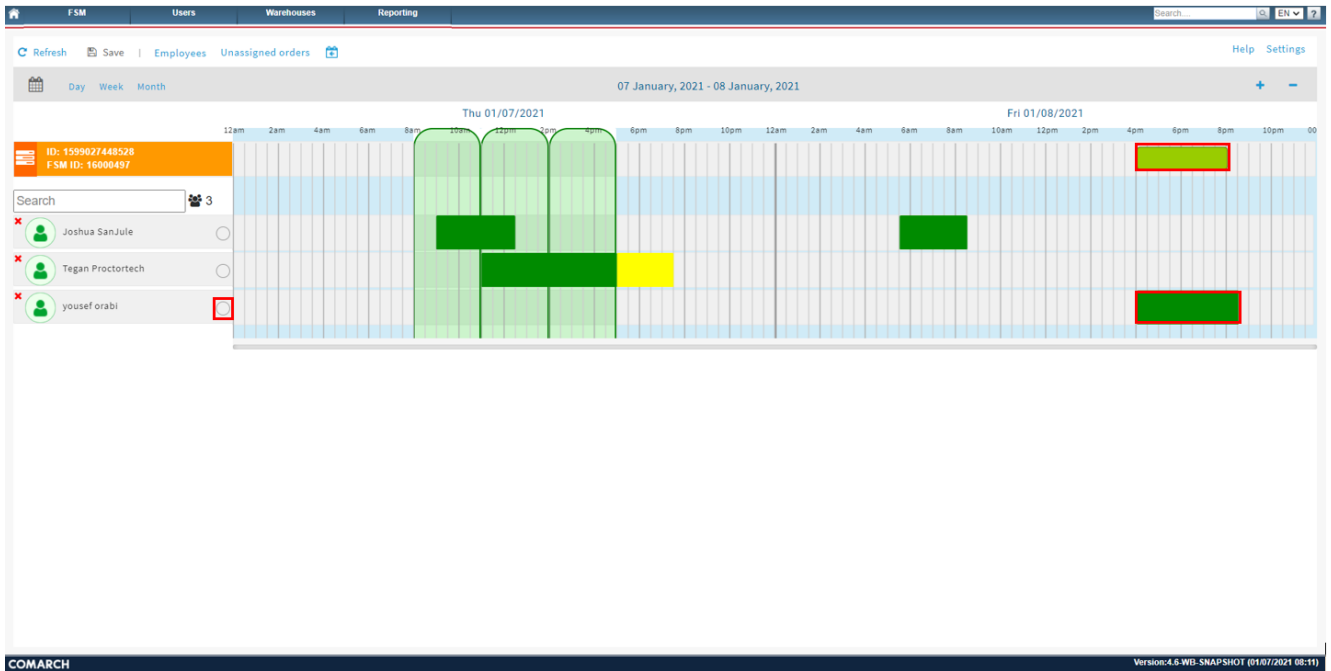 FSM Users Warehouses Reporting Search... EN ?
Refresh Save | Employees Unassigned orders Help Settings
Day Week Month 07 January, 2021 - 08 January, 2021 + -
Thu 01/07/2021 Fri 01/08/2021
12am 2am 4am 6am 8am 10am 12pm 2pm 4pm 6pm 8pm 10pm 12am 2am 4am 6am 8am 10am 12pm 2pm 4pm 6pm 8pm 10pm 00
ID: 1599027448528
FSM ID: 16000497
Search 3
Joshua SanJule
Tegan Proctortech
yousef orabi
COMARCH Version:4.6-WB-SNAPSHOT (01/07/2021 08:11)